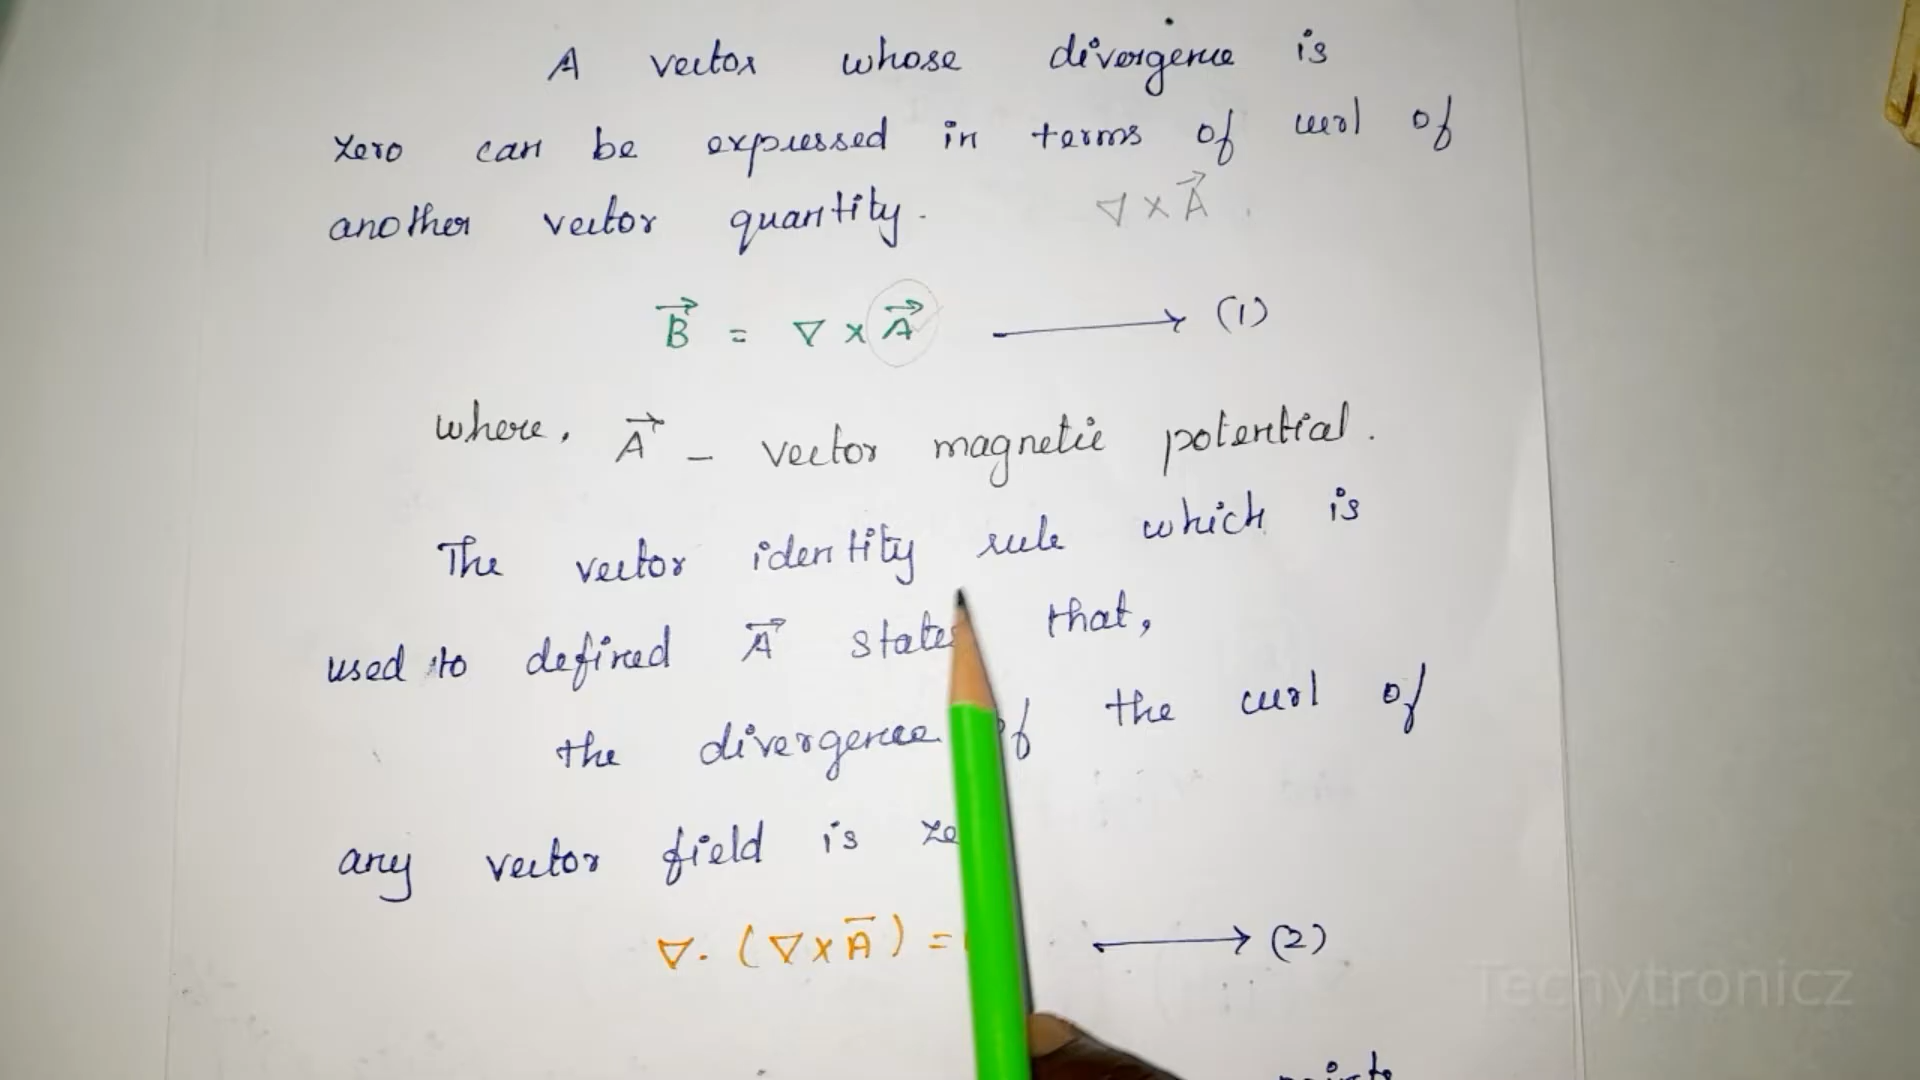 A vector whose divergence is
zero can be expressed in terms of curl of
another vector quantity. ∇ × A⃗
B⃗ = ∇ × A⃗ ⟶ (1)
where, A⃗ - vector magnetic potential.
The vector identity rule which is
used to defined A⃗ states that,
the divergence of the curl of
any vector field is
∇ · (∇ × A̅) = ⟶ (2)
Techytronicz